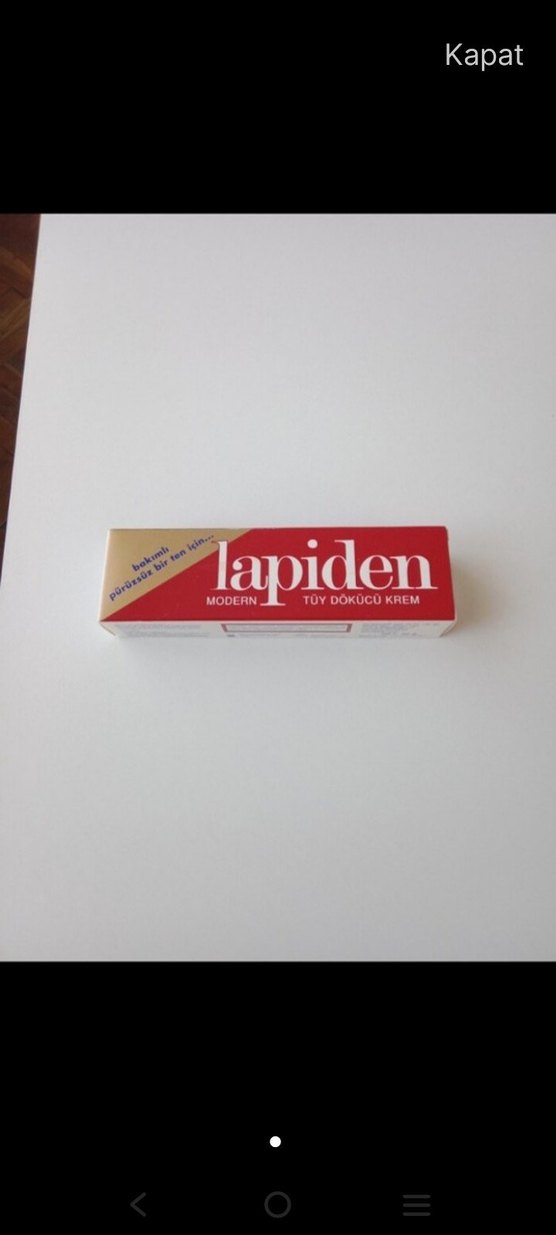 Kapat
bakımlı
pürüzsüz bir ten için...
lapiden
MODERN TÜY DÖKÜCÜ KREM